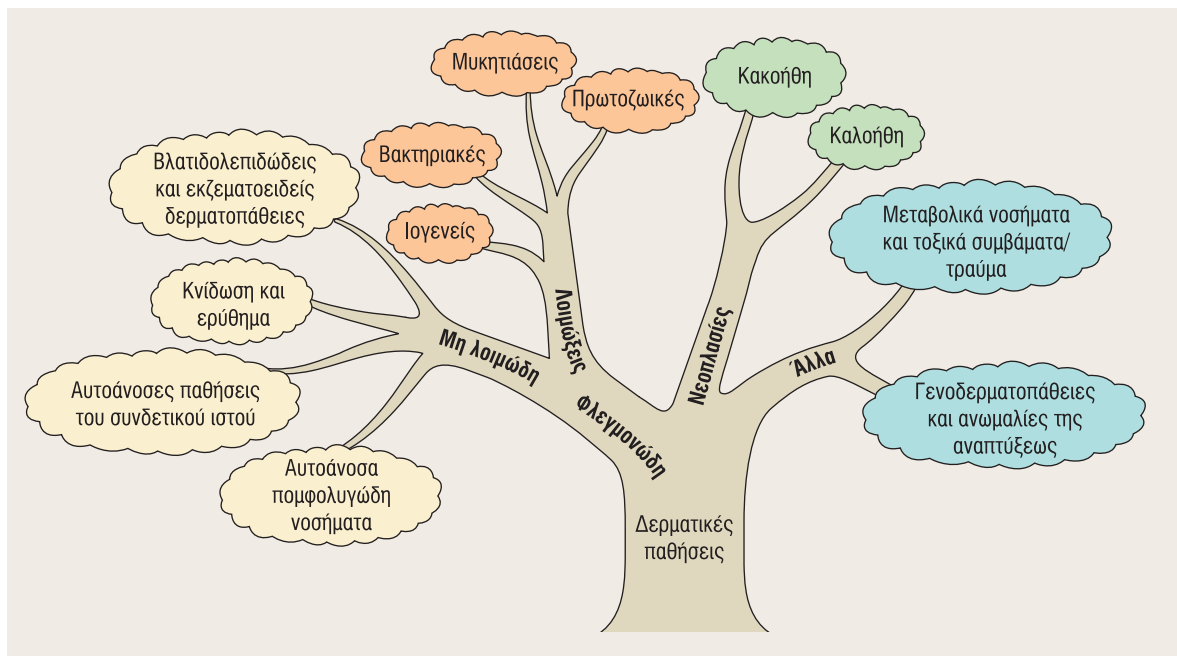 Μυκητιάσεις
Πρωτοζωικές
Κακοήθη
Καλοήθη
Βακτηριακές
Ιογενείς
Βλατιδολεπιδώδεις
και εκζεματοειδείς
δερματοπάθειες
Κνίδωση και
ερύθημα
Αυτοάνοσες παθήσεις
του συνδετικού ιστού
Αυτοάνοσα
πομφολυγώδη
νοσήματα
Μεταβολικά νοσήματα
και τοξικά συμβάματα/
τραύμα
Γενοδερματοπάθειες
και ανωμαλίες της
αναπτύξεως
Μη λοιμώδη
Λοιμώξεις
Νεοπλασίες
Άλλα
Φλεγμονώδη
Δερματικές
παθήσεις